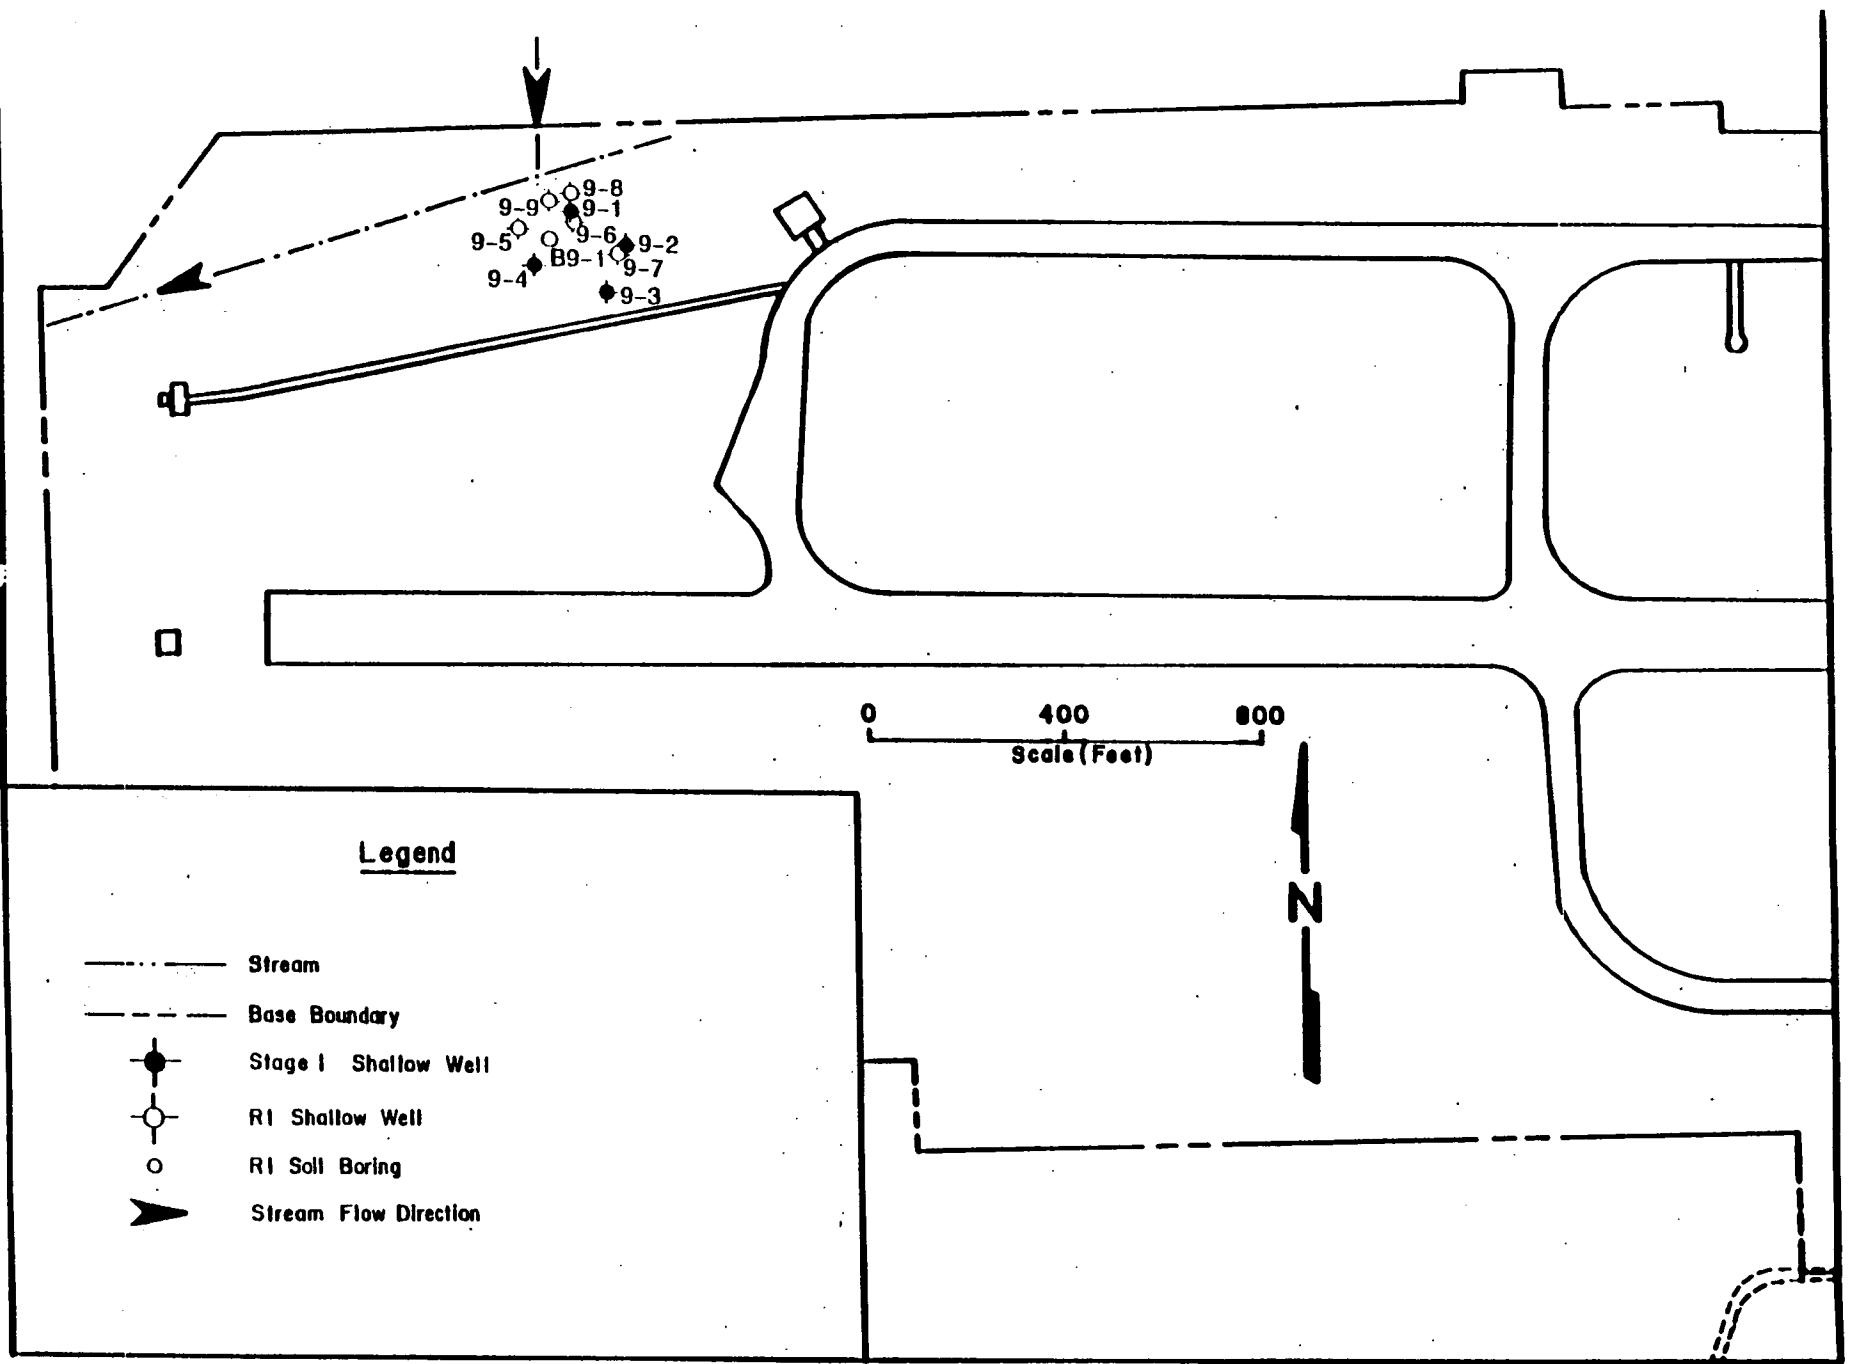 9-8
9-9
9-1
9-5
9-6
9-2
B9-1
9-7
9-4
9-3
0 400 800
Scale (Feet)
N
Legend
Stream
Base Boundary
Stage I Shallow Well
RI Shallow Well
RI Soil Boring
Stream Flow Direction